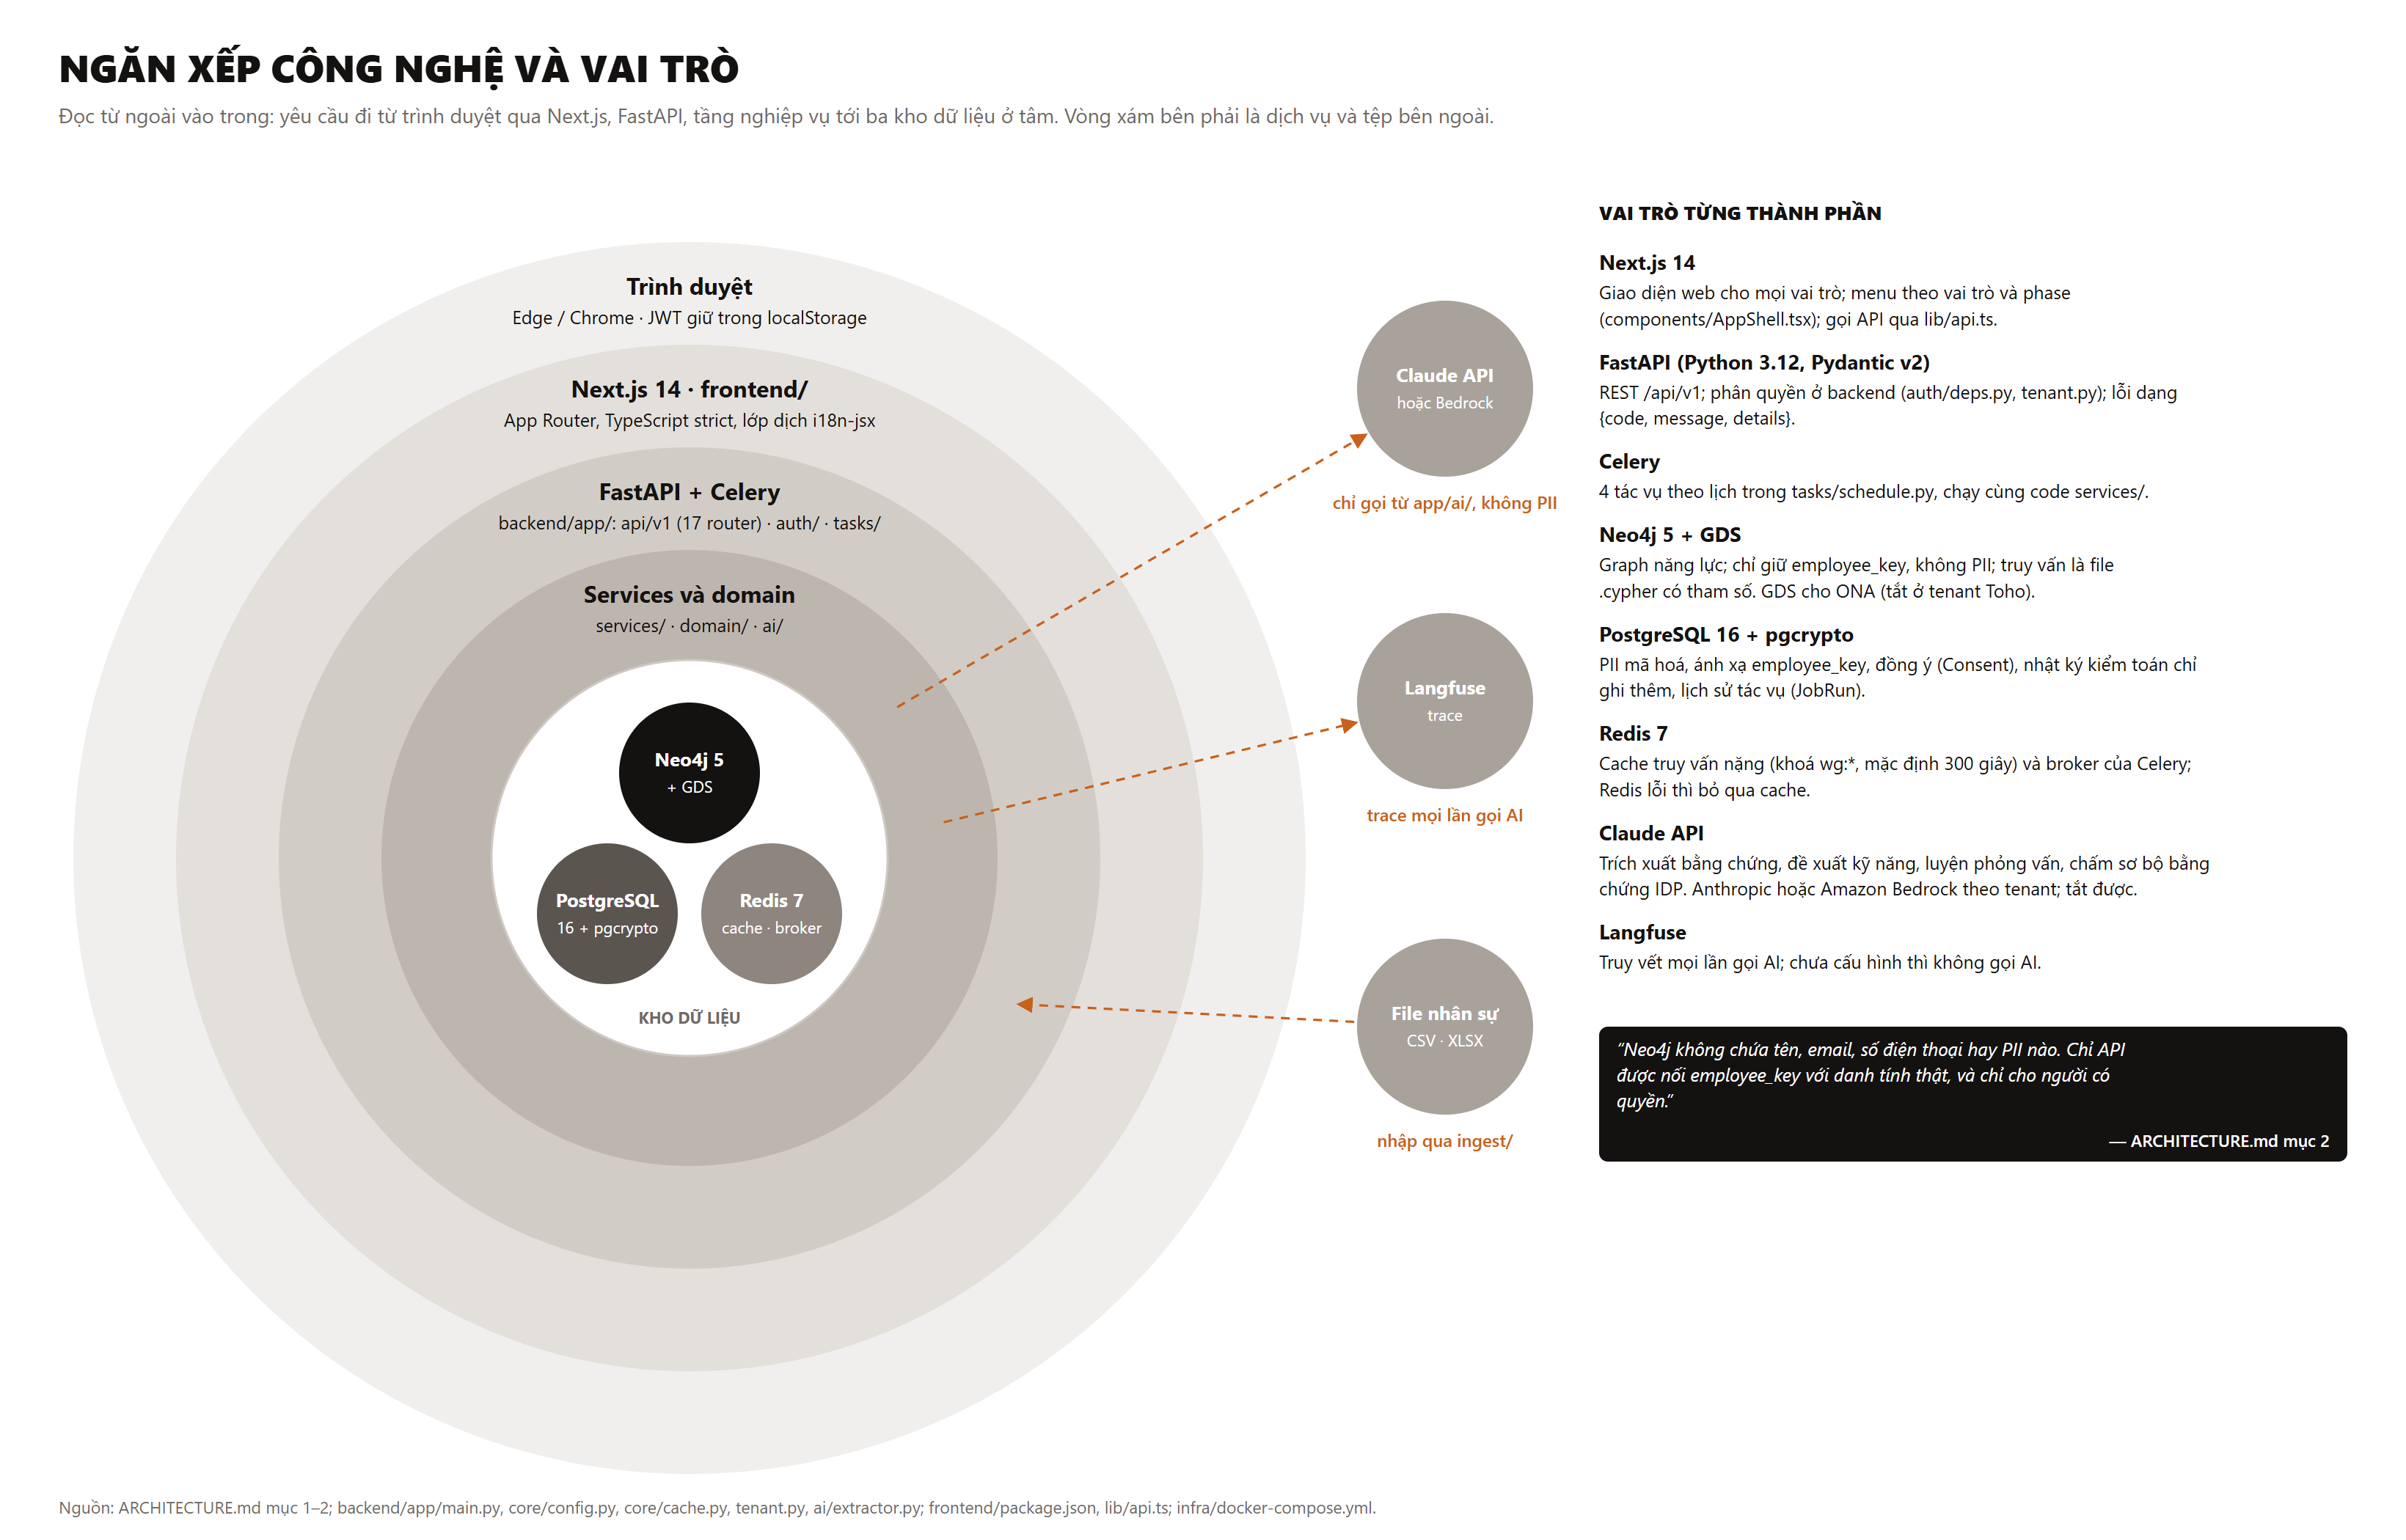 NGĂN XẾP CÔNG NGHỆ VÀ VAI TRÒ
Đọc từ ngoài vào trong: yêu cầu đi từ trình duyệt qua Next.js, FastAPI, tầng nghiệp vụ tới ba kho dữ liệu ở tâm. Vòng xám bên phải là dịch vụ và tệp bên ngoài.
Trình duyệt
Edge / Chrome · JWT giữ trong localStorage
Next.js 14 · frontend/
App Router, TypeScript strict, lớp dịch i18n-jsx
FastAPI + Celery
backend/app/: api/v1 (17 router) · auth/ · tasks/
Services và domain
services/ · domain/ · ai/
Neo4j 5
+ GDS
PostgreSQL
16 + pgcrypto
Redis 7
cache · broker
KHO DỮ LIỆU
Claude API
hoặc Bedrock
chỉ gọi từ app/ai/, không PII
Langfuse
trace
trace mọi lần gọi AI
File nhân sự
CSV · XLSX
nhập qua ingest/
VAI TRÒ TỪNG THÀNH PHẦN
Next.js 14
Giao diện web cho mọi vai trò; menu theo vai trò và phase
(components/AppShell.tsx); gọi API qua lib/api.ts.
FastAPI (Python 3.12, Pydantic v2)
REST /api/v1; phân quyền ở backend (auth/deps.py, tenant.py); lỗi dạng
{code, message, details}.
Celery
4 tác vụ theo lịch trong tasks/schedule.py, chạy cùng code services/.
Neo4j 5 + GDS
Graph năng lực; chỉ giữ employee_key, không PII; truy vấn là file
.cypher có tham số. GDS cho ONA (tắt ở tenant Toho).
PostgreSQL 16 + pgcrypto
PII mã hoá, ánh xạ employee_key, đồng ý (Consent), nhật ký kiểm toán chỉ
ghi thêm, lịch sử tác vụ (JobRun).
Redis 7
Cache truy vấn nặng (khoá wg:*, mặc định 300 giây) và broker của Celery;
Redis lỗi thì bỏ qua cache.
Claude API
Trích xuất bằng chứng, đề xuất kỹ năng, luyện phỏng vấn, chấm sơ bộ bằng
chứng IDP. Anthropic hoặc Amazon Bedrock theo tenant; tắt được.
Langfuse
Truy vết mọi lần gọi AI; chưa cấu hình thì không gọi AI.
“Neo4j không chứa tên, email, số điện thoại hay PII nào. Chỉ API
được nối employee_key với danh tính thật, và chỉ cho người có
quyền.”
— ARCHITECTURE.md mục 2
Nguồn: ARCHITECTURE.md mục 1–2; backend/app/main.py, core/config.py, core/cache.py, tenant.py, ai/extractor.py; frontend/package.json, lib/api.ts; infra/docker-compose.yml.